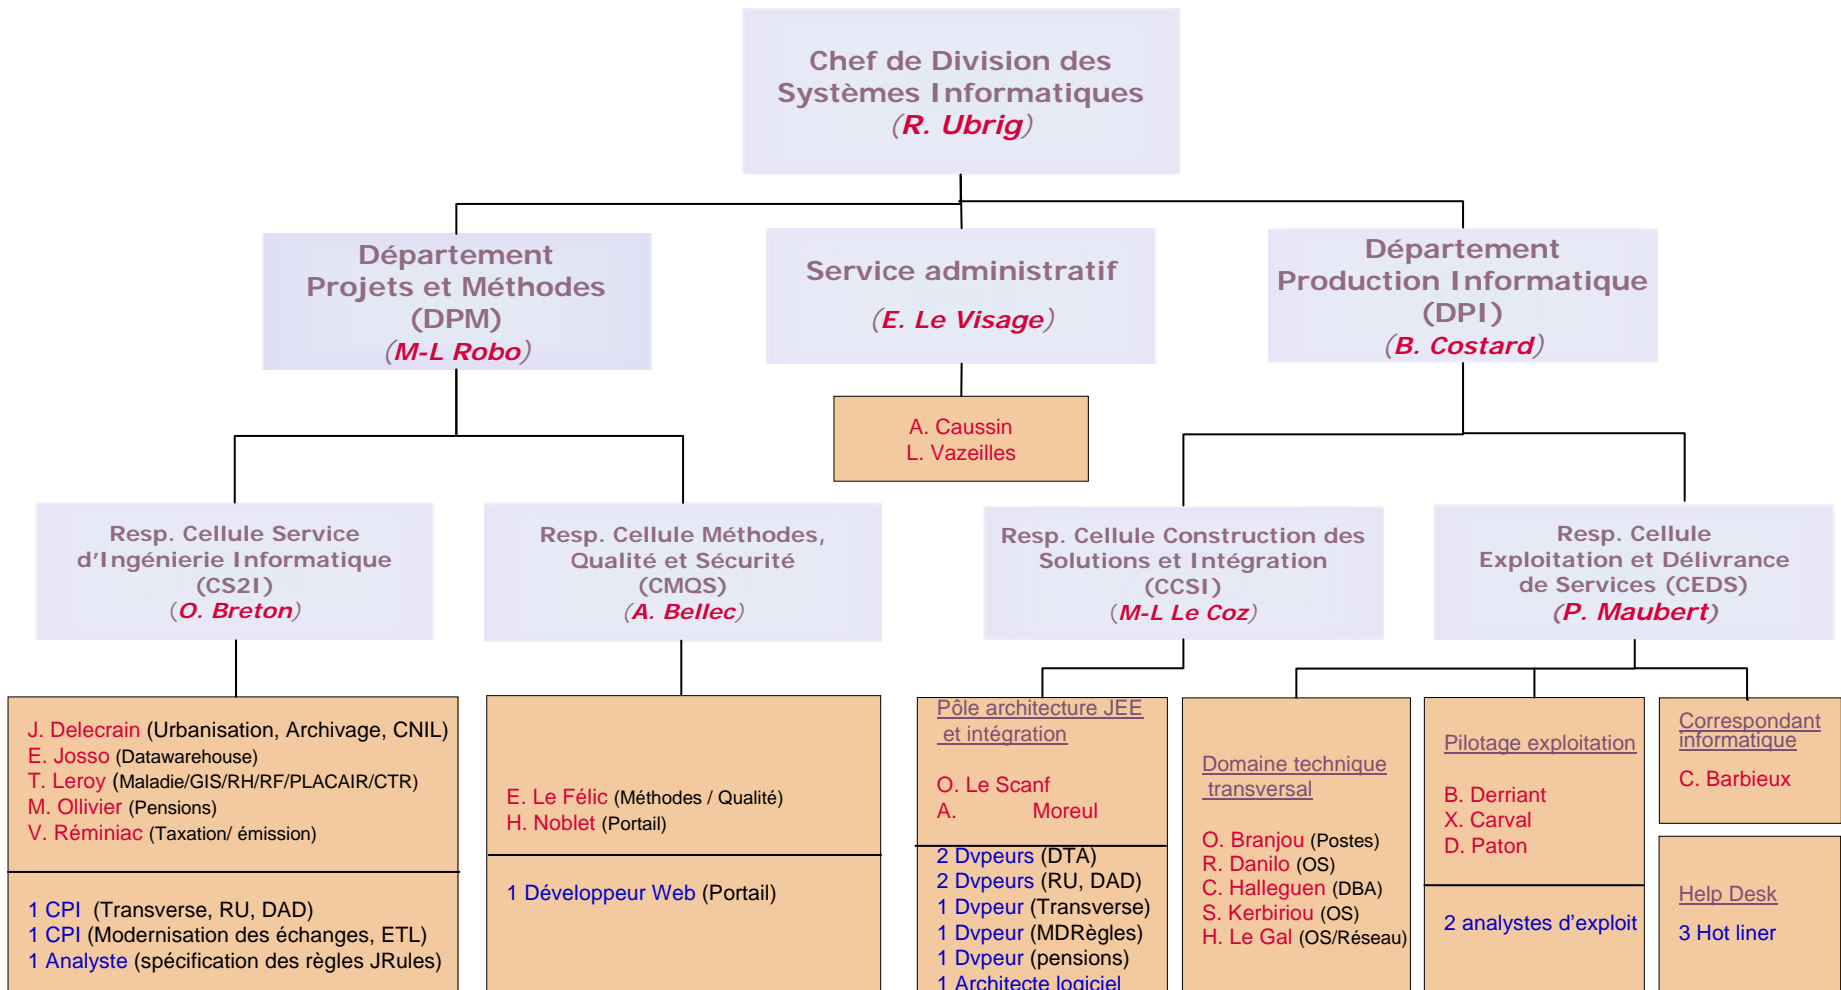 Chef de Division des
Systèmes Informatiques
(R. Ubrig)
Département
Projets et Méthodes
(DPM)
(M-L Robo)
Service administratif
(E. Le Visage)
Département
Production Informatique
(DPI)
(B. Costard)
A. Caussin
L. Vazeilles
Resp. Cellule Service
d'Ingénierie Informatique
(CS2I)
(O. Breton)
Resp. Cellule Méthodes,
Qualité et Sécurité
(CMQS)
(A. Bellec)
Resp. Cellule Construction des
Solutions et Intégration
(CCSI)
(M-L Le Coz)
Resp. Cellule
Exploitation et Délivrance
de Services (CEDS)
(P. Maubert)
J. Delecrain (Urbanisation, Archivage, CNIL)
E. Josso (Datawarehouse)
T. Leroy (Maladie/GIS/RH/RF/PLACAIR/CTR)
M. Ollivier (Pensions)
V. Réminiac (Taxation/ émission)
1 CPI  (Transverse, RU, DAD)
1 CPI (Modernisation des échanges, ETL)
1 Analyste (spécification des règles JRules)
E. Le Félic (Méthodes / Qualité)
H. Noblet (Portail)
1 Développeur Web (Portail)
Pôle architecture JEE
et intégration
O. Le Scanf
A. Moreul
2 Dvpeurs (DTA)
2 Dvpeurs (RU, DAD)
1 Dvpeur (Transverse)
1 Dvpeur (MDRègles)
1 Dvpeur (pensions)
1 Architecte logiciel
Domaine technique
transversal
O. Branjou (Postes)
R. Danilo (OS)
C. Halleguen (DBA)
S. Kerbiriou (OS)
H. Le Gal (OS/Réseau)
Pilotage exploitation
B. Derriant
X. Carval
D. Paton
2 analystes d'exploit
Correspondant
informatique
C. Barbieux
Help Desk
3 Hot liner